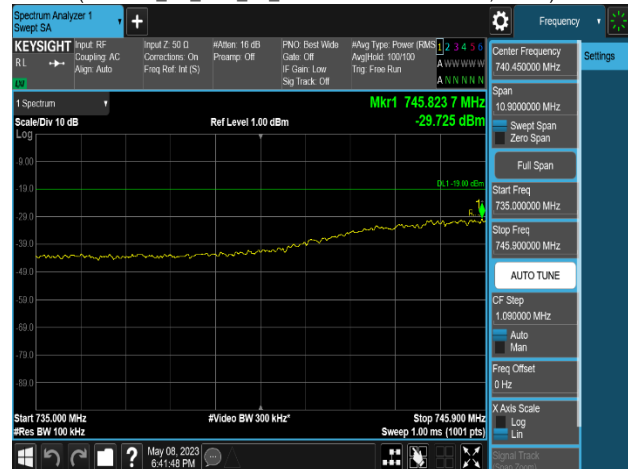 Spectrum Analyzer 1
Swept SA
Frequency
KEYSIGHT
RL
Input: RF
Coupling: AC
Align: Auto
Input Z: 50 Ω
Corrections: On
Freq Ref: Int (S)
#Atten: 16 dB
Preamp: Off
PNO: Best Wide
Gate: Off
IF Gain: Low
Sig Track: Off
#Avg Type: Power (RMS
Avg|Hold: 100/100
Trig: Free Run
1 2 3 4 5 6
A W W W W W
A N N N N N
1 Spectrum
Scale/Div 10 dB
Ref Level 1.00 dBm
Mkr1 745.823 7 MHz
-29.725 dBm
Log
-9.00
-19.0
-29.0
-39.0
-49.0
-59.0
-69.0
-79.0
-89.0
DL1 -19.00 dBm
1
Start 735.000 MHz
#Res BW 100 kHz
#Video BW 300 kHz*
Stop 745.900 MHz
Sweep 1.00 ms (1001 pts)
Center Frequency
740.450000 MHz
Settings
Span
10.9000000 MHz
Swept Span
Zero Span
Full Span
Start Freq
735.000000 MHz
Stop Freq
745.900000 MHz
AUTO TUNE
CF Step
1.090000 MHz
Auto
Man
Freq Offset
0 Hz
X Axis Scale
Log
Lin
Signal Track
(Span Zoom)
?
May 08, 2023
6:41:48 PM